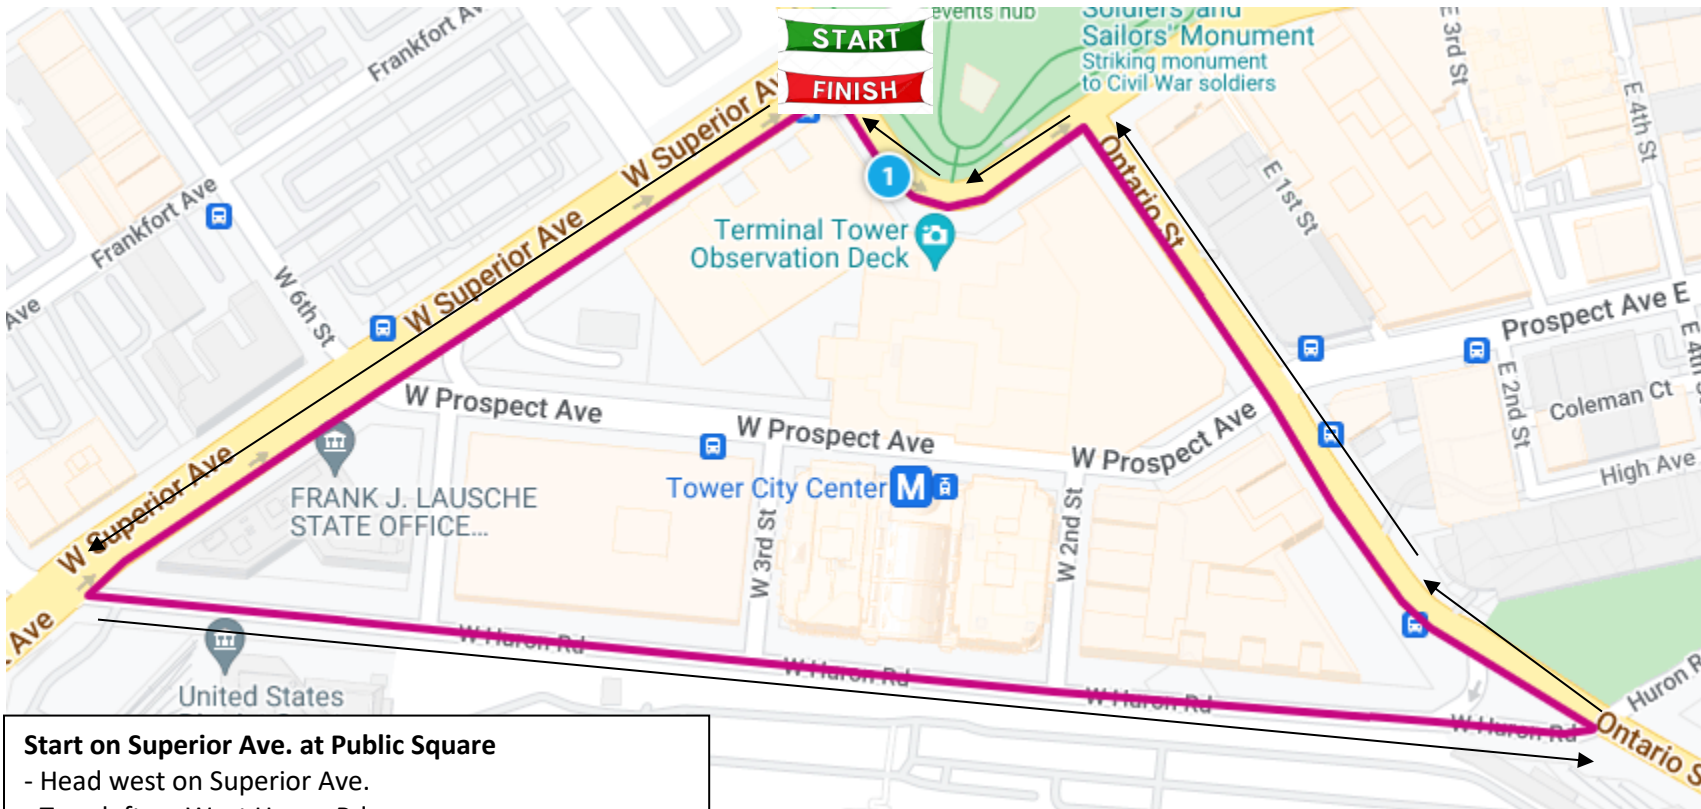 events hub
START
FINISH
Soldiers' and
Sailors' Monument
Striking monument
to Civil War soldiers
E 3rd St
E 4th St
Frankfort Av
W Superior Av
Ontario St
E 1st St
1
Frankfort Ave
Terminal Tower
Observation Deck
W Superior Ave
W 6th St
Ave
Prospect Ave E
E 4th
E 2nd St
Coleman Ct
W Prospect Ave
W Prospect Ave
W Prospect Ave
High Ave
Tower City Center M
FRANK J. LAUSCHE
STATE OFFICE...
W Superior Ave
W 3rd St
W 2nd St
Ave
W Huron Rd
W Huron Rd
W Huron Rd
W Huron Rd
Huron R
Ontario S
United States
Start on Superior Ave. at Public Square
- Head west on Superior Ave.